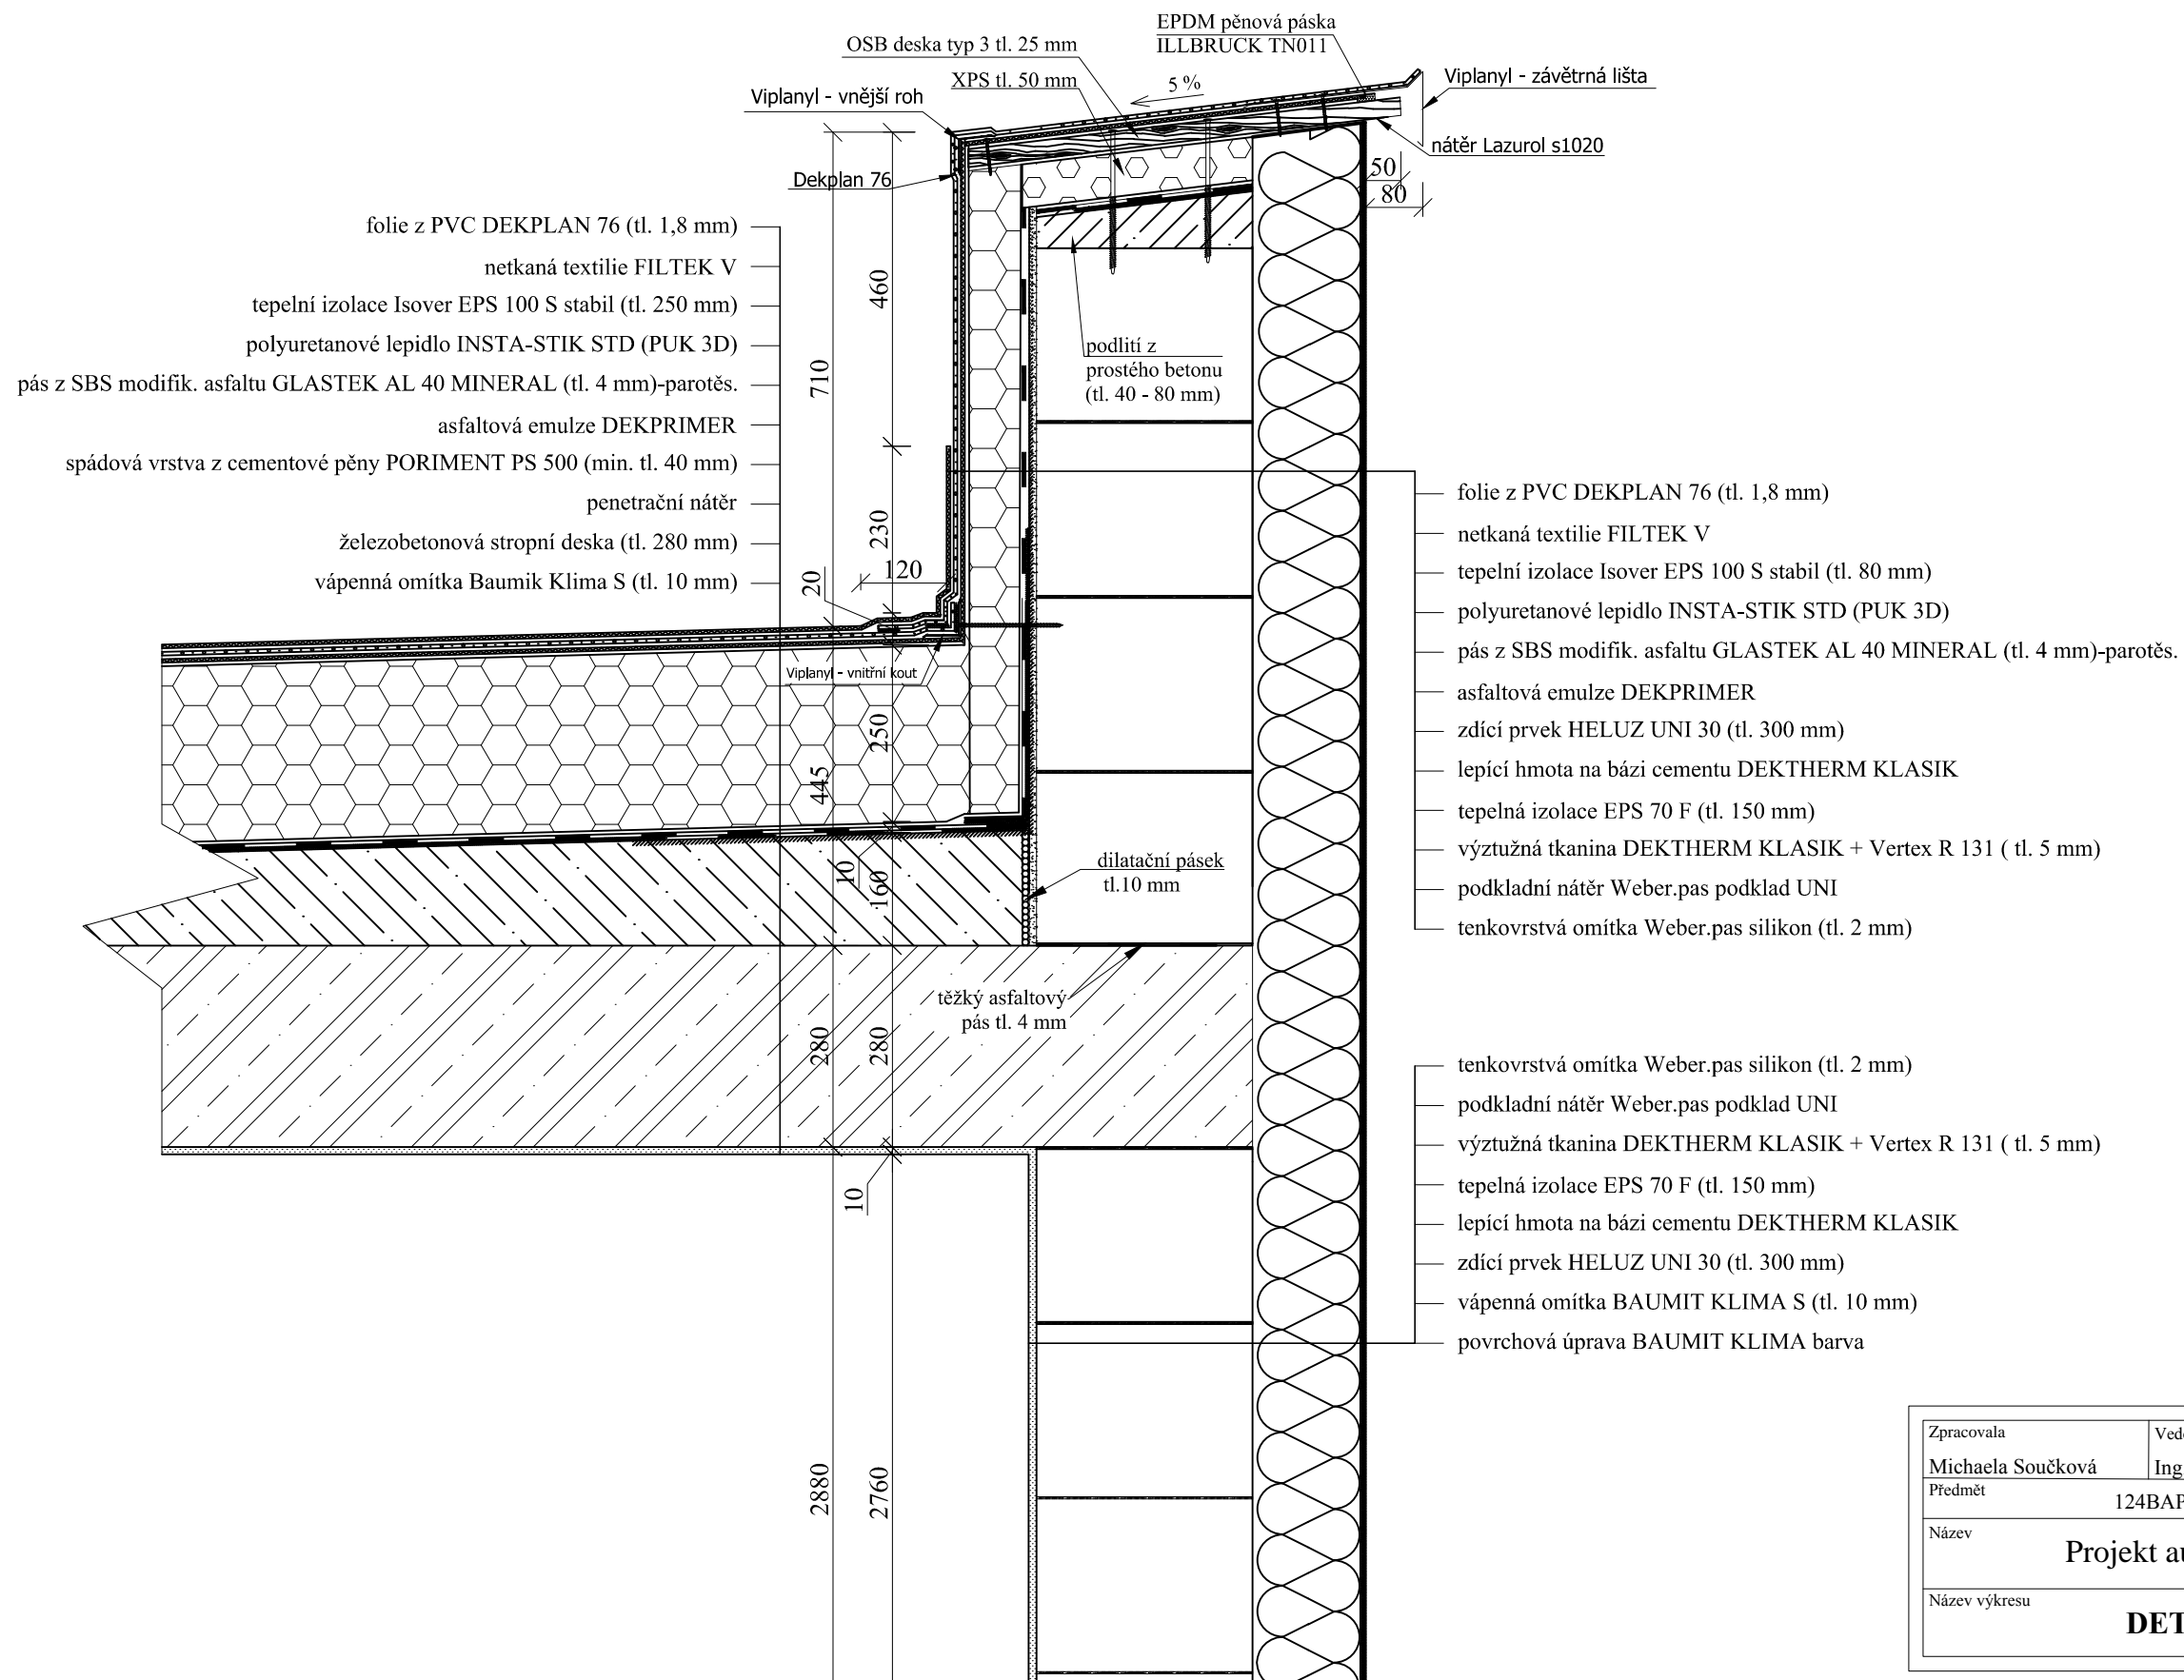 EPDM pěnová páska
ILLBRUCK TN011
OSB deska typ 3 tl. 25 mm
XPS tl. 50 mm
5 %
Viplanyl - závětrná lišta
Viplanyl - vnější roh
nátěr Lazurol s1020
Dekplan 76
50
80
folie z PVC DEKPLAN 76 (tl. 1,8 mm)
netkaná textilie FILTEK V
tepelní izolace Isover EPS 100 S stabil (tl. 250 mm)
polyuretanové lepidlo INSTA-STIK STD (PUK 3D)
pás z SBS modifik. asfaltu GLASTEK AL 40 MINERAL (tl. 4 mm)-parotěs.
asfaltová emulze DEKPRIMER
spádová vrstva z cementové pěny PORIMENT PS 500 (min. tl. 40 mm)
penetrační nátěr
železobetonová stropní deska (tl. 280 mm)
vápenná omítka Baumik Klima S (tl. 10 mm)
460
710
230
20
120
podlití z
prostého betonu
(tl. 40 - 80 mm)
Viplanyl - vnitřní kout
250
445
10
160
dilatační pásek
tl.10 mm
těžký asfaltový
pás tl. 4 mm
280
280
10
2880
2760
folie z PVC DEKPLAN 76 (tl. 1,8 mm)
netkaná textilie FILTEK V
tepelní izolace Isover EPS 100 S stabil (tl. 80 mm)
polyuretanové lepidlo INSTA-STIK STD (PUK 3D)
pás z SBS modifik. asfaltu GLASTEK AL 40 MINERAL (tl. 4 mm)-parotěs.
asfaltová emulze DEKPRIMER
zdící prvek HELUZ UNI 30 (tl. 300 mm)
lepící hmota na bázi cementu DEKTHERM KLASIK
tepelná izolace EPS 70 F (tl. 150 mm)
výztužná tkanina DEKTHERM KLASIK + Vertex R 131 ( tl. 5 mm)
podkladní nátěr Weber.pas podklad UNI
tenkovrstvá omítka Weber.pas silikon (tl. 2 mm)
tenkovrstvá omítka Weber.pas silikon (tl. 2 mm)
podkladní nátěr Weber.pas podklad UNI
výztužná tkanina DEKTHERM KLASIK + Vertex R 131 ( tl. 5 mm)
tepelná izolace EPS 70 F (tl. 150 mm)
lepící hmota na bázi cementu DEKTHERM KLASIK
zdící prvek HELUZ UNI 30 (tl. 300 mm)
vápenná omítka BAUMIT KLIMA S (tl. 10 mm)
povrchová úprava BAUMIT KLIMA barva
Zpracovala
Michaela Součková
Ved
Ing
Předmět
124BAP
Název
Projekt au
Název výkresu
DET